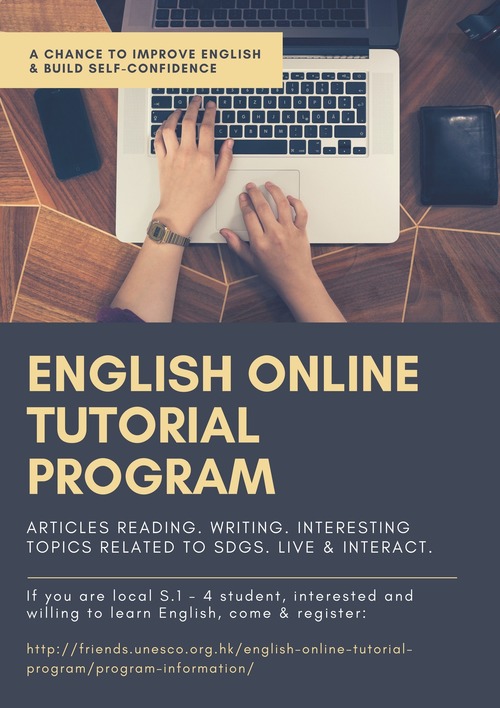 A CHANCE TO IMPROVE ENGLISH
& BUILD SELF-CONFIDENCE
ENGLISH ONLINE
TUTORIAL
PROGRAM
ARTICLES READING. WRITING. INTERESTING
TOPICS RELATED TO SDGS. LIVE & INTERACT.
If you are local S.1 - 4 student, interested and
willing to learn English, come & register:
http://friends.unesco.org.hk/english-online-tutorial-
program/program-information/